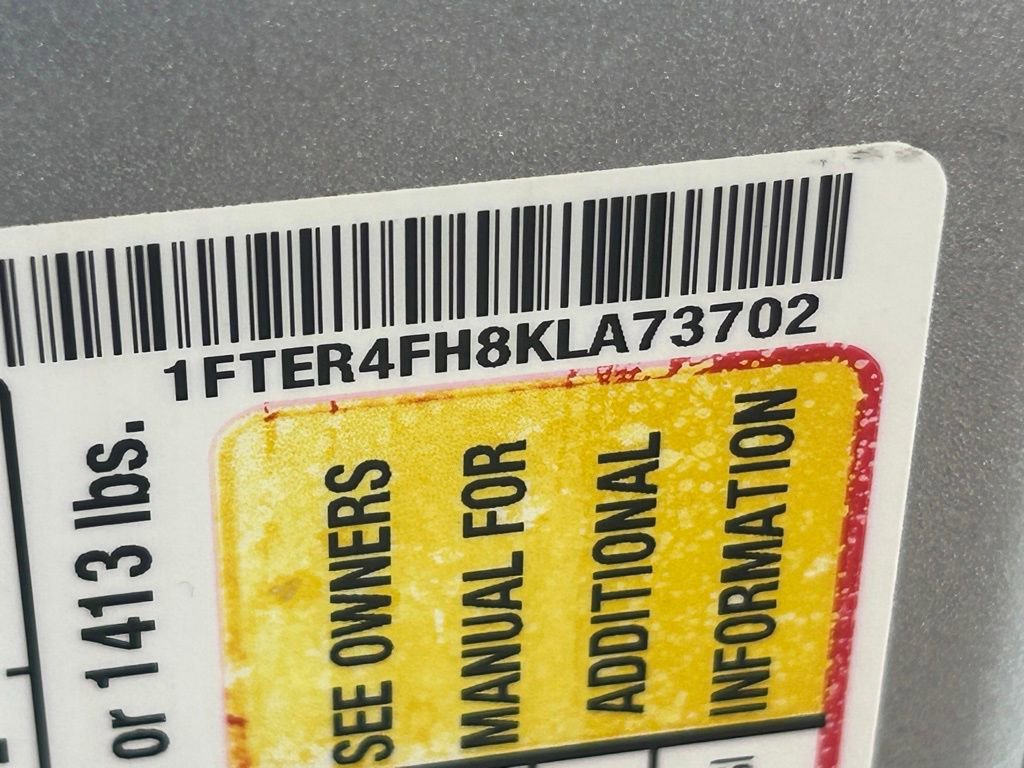 1FTER4FH8KLA73702
or 1413 lbs.
SEE OWNERS
MANUAL FOR
ADDITIONAL
INFORMATION